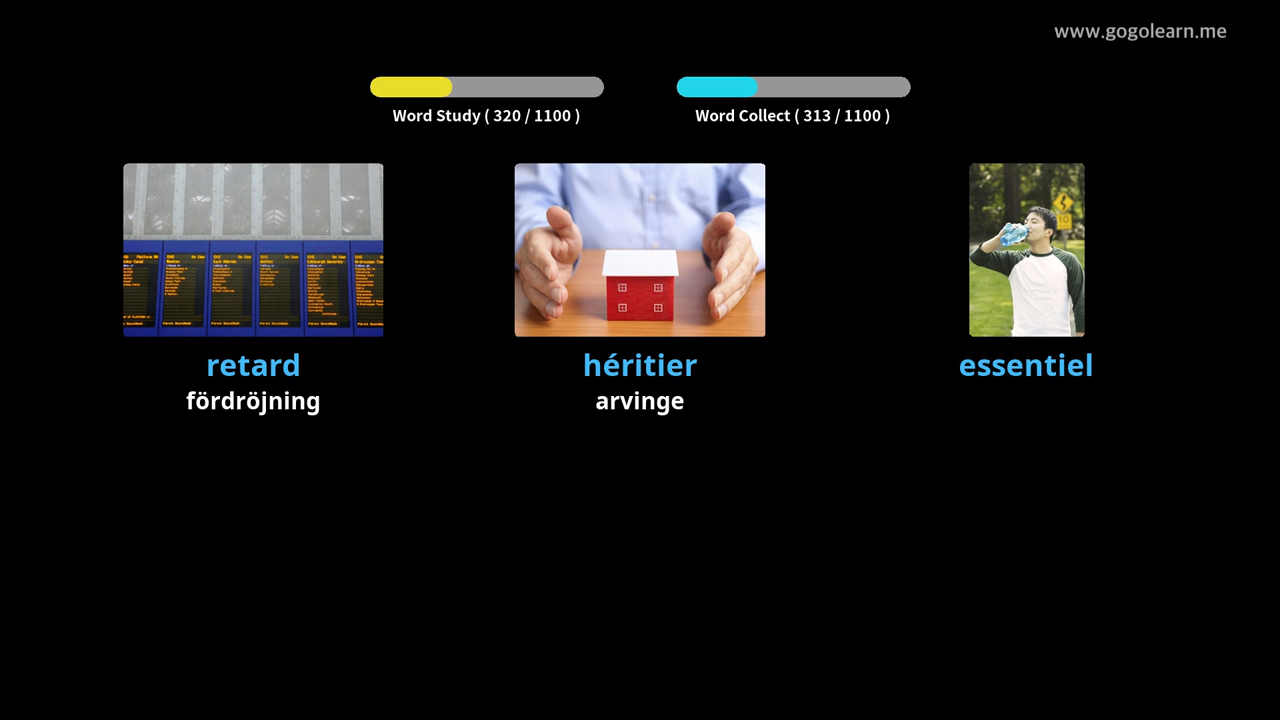 www.gogolearn.me
Word Study ( 320 / 1100 )
Word Collect ( 313 / 1100 )
retard
fördröjning
héritier
arvinge
essentiel